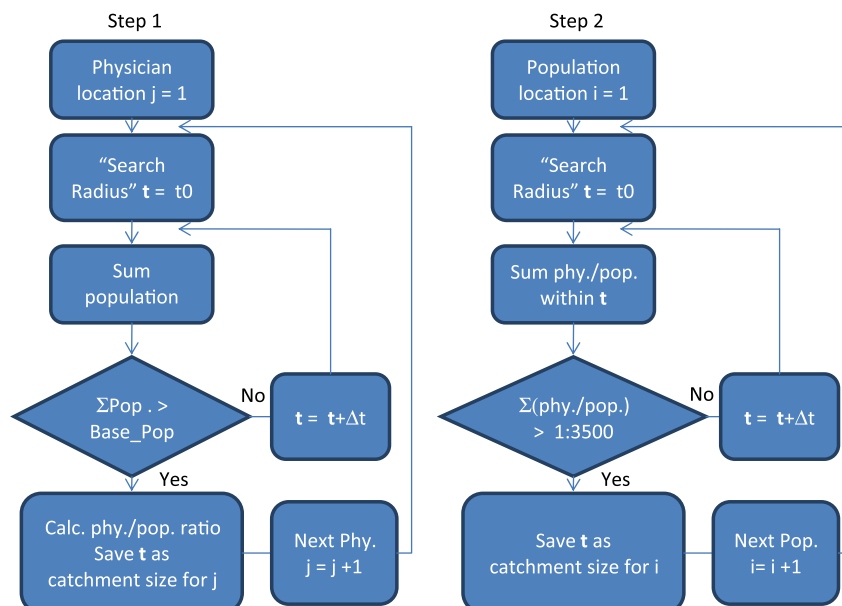 Step 1
Physician
location j = 1
“Search
Radius” t = t0
Sum
population
ΣPop . >
Base_Pop
No
t = t+Δt
Yes
Calc. phy./pop. ratio
Save t as
catchment size for j
Next Phy.
j = j +1
Step 2
Population
location i = 1
“Search
Radius” t = t0
Sum phy./pop.
within t
Σ(phy./pop.)
> 1:3500
No
t = t+Δt
Yes
Save t as
catchment size for i
Next Pop.
i= i +1